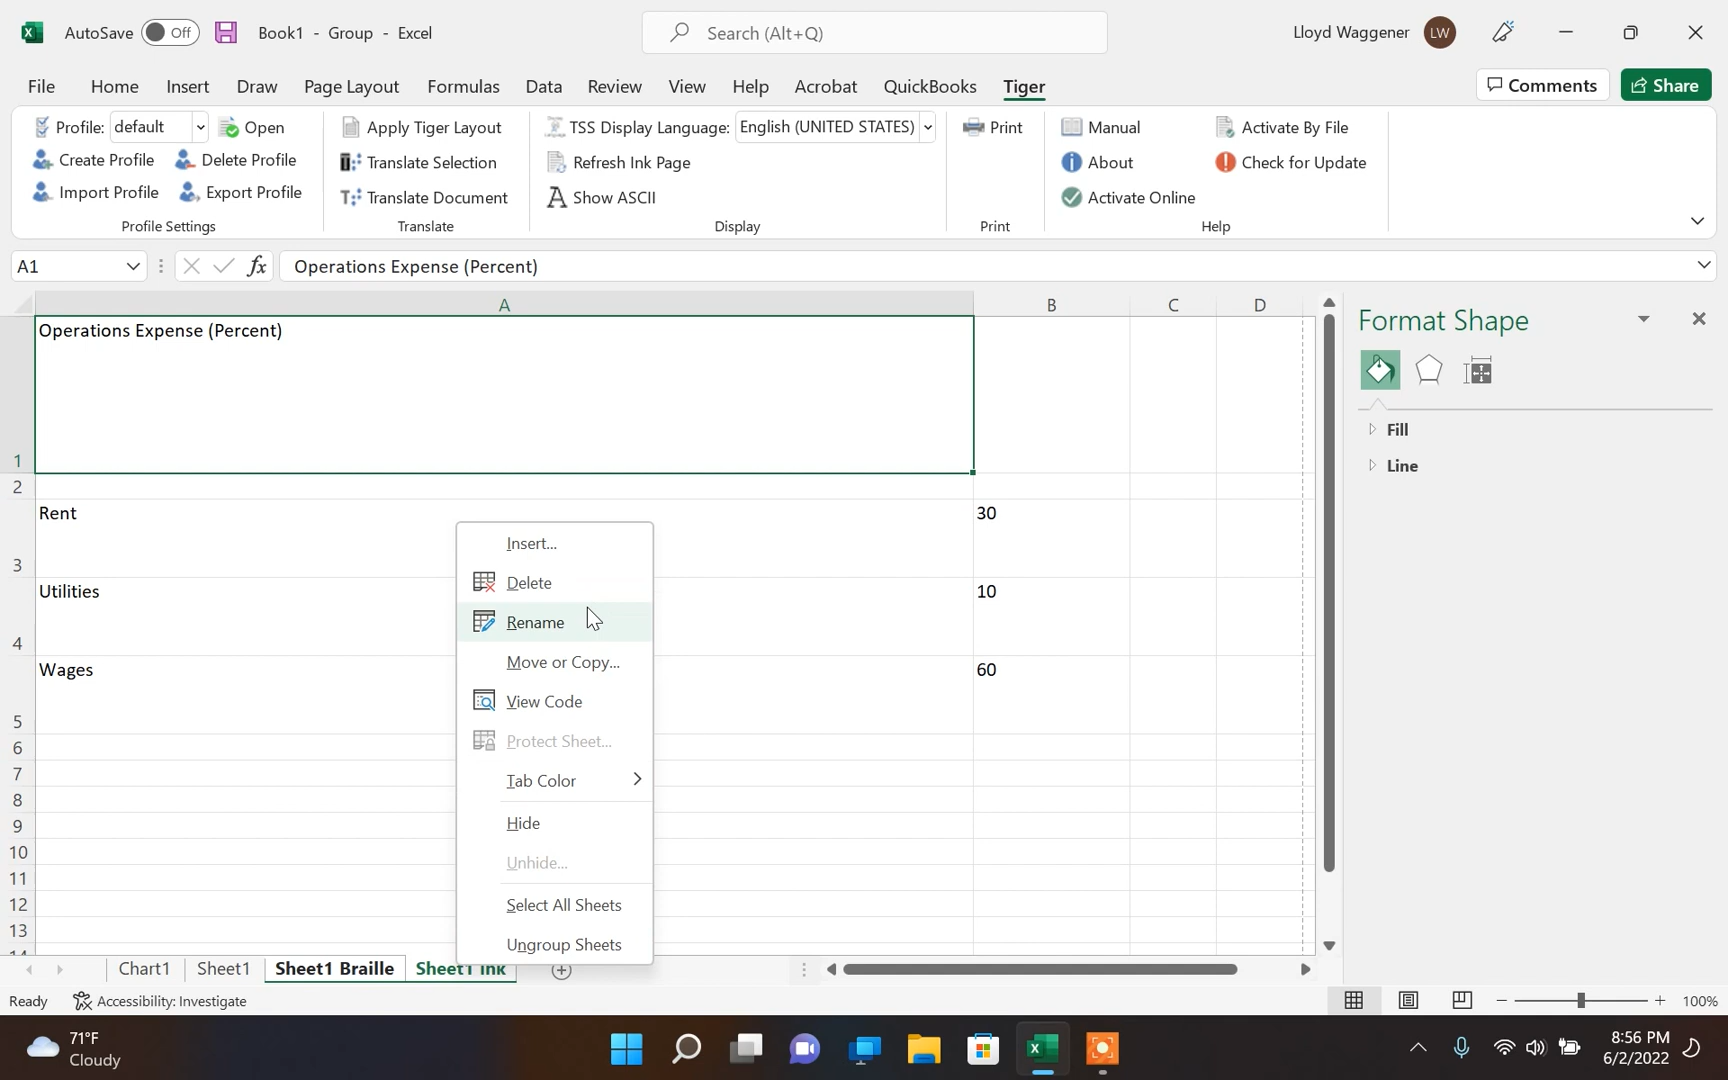 AutoSave Off Book1 - Group - Excel Search (Alt+Q) Lloyd Waggener LW
File Home Insert Draw Page Layout Formulas Data Review View Help Acrobat QuickBooks Tiger Comments Share
Profile: default Open Apply Tiger Layout TSS Display Language: English (UNITED STATES) Print Manual Activate By File
Create Profile Delete Profile Translate Selection Refresh Ink Page About Check for Update
Import Profile Export Profile Translate Document Show ASCII Activate Online
Profile Settings Translate Display Print Help
A1 fx Operations Expense (Percent)
A B C D
Format Shape
Operations Expense (Percent)
1
Fill
Line
2
Rent 30
3
Utilities 10
4
Wages 60
5
6
7
8
9
10
11
12
13
Insert...
Delete
Rename
Move or Copy...
View Code
Protect Sheet...
Tab Color
Hide
Unhide...
Select All Sheets
Ungroup Sheets
Chart1 Sheet1 Sheet1 Braille Sheet1 Ink
Ready Accessibility: Investigate 100%
71°F
Cloudy
8:56 PM
6/2/2022